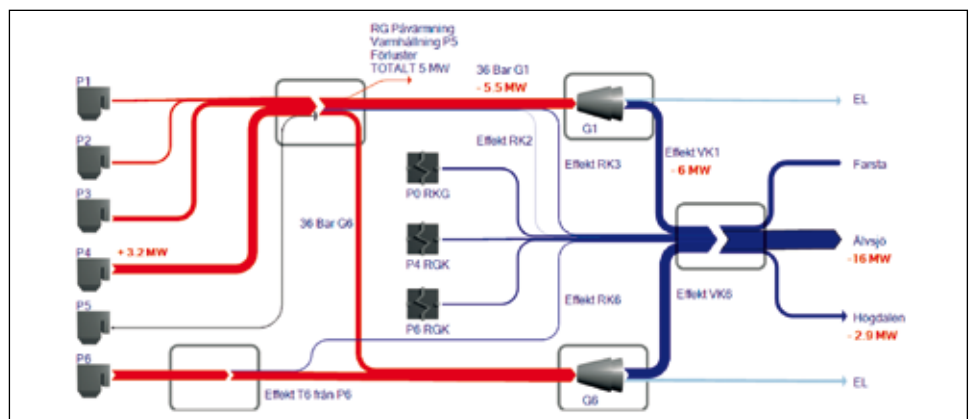 RG Påvärmning
Varmhållning P5
Förluster
TOTALT 5 MW
P1
36 Bar G1
- 5.5 MW
EL
G1
P2
Effekt RK2
Effekt RK3
Effekt VK1
- 6 MW
Farsta
P0 RKG
P3
36 Bar G6
P4
+ 3.2 MW
P4 RGK
Älvsjö
-16 MW
P5
P6 RGK
Effekt RK6
Effekt VK6
Högdalen
- 2.9 MW
P6
Effekt T6 från P6
G6
EL